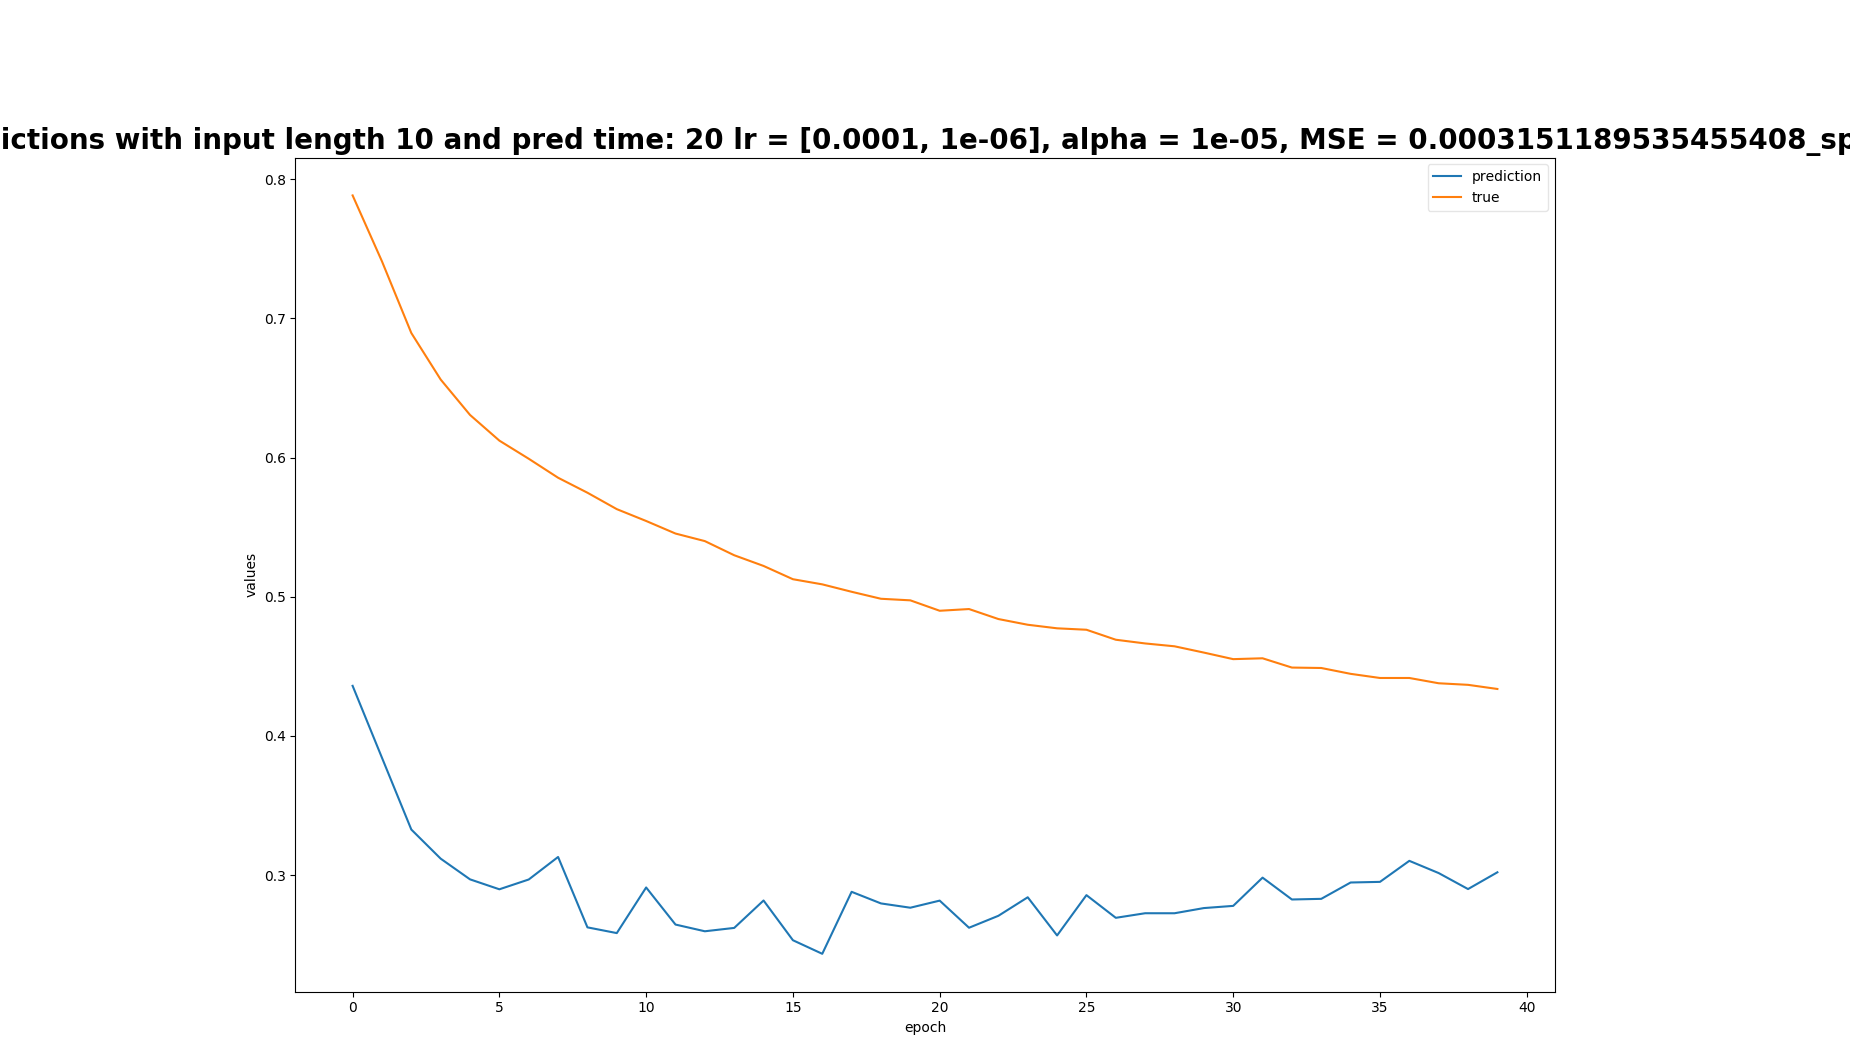 ictions with input length 10 and pred time: 20 lr = [0.0001, 1e-06], alpha = 1e-05, MSE = 0.0003151189535455408_sp
prediction
true
0.8
0.7
0.6
0.5
0.4
0.3
values
0 5 10 15 20 25 30 35 40
epoch